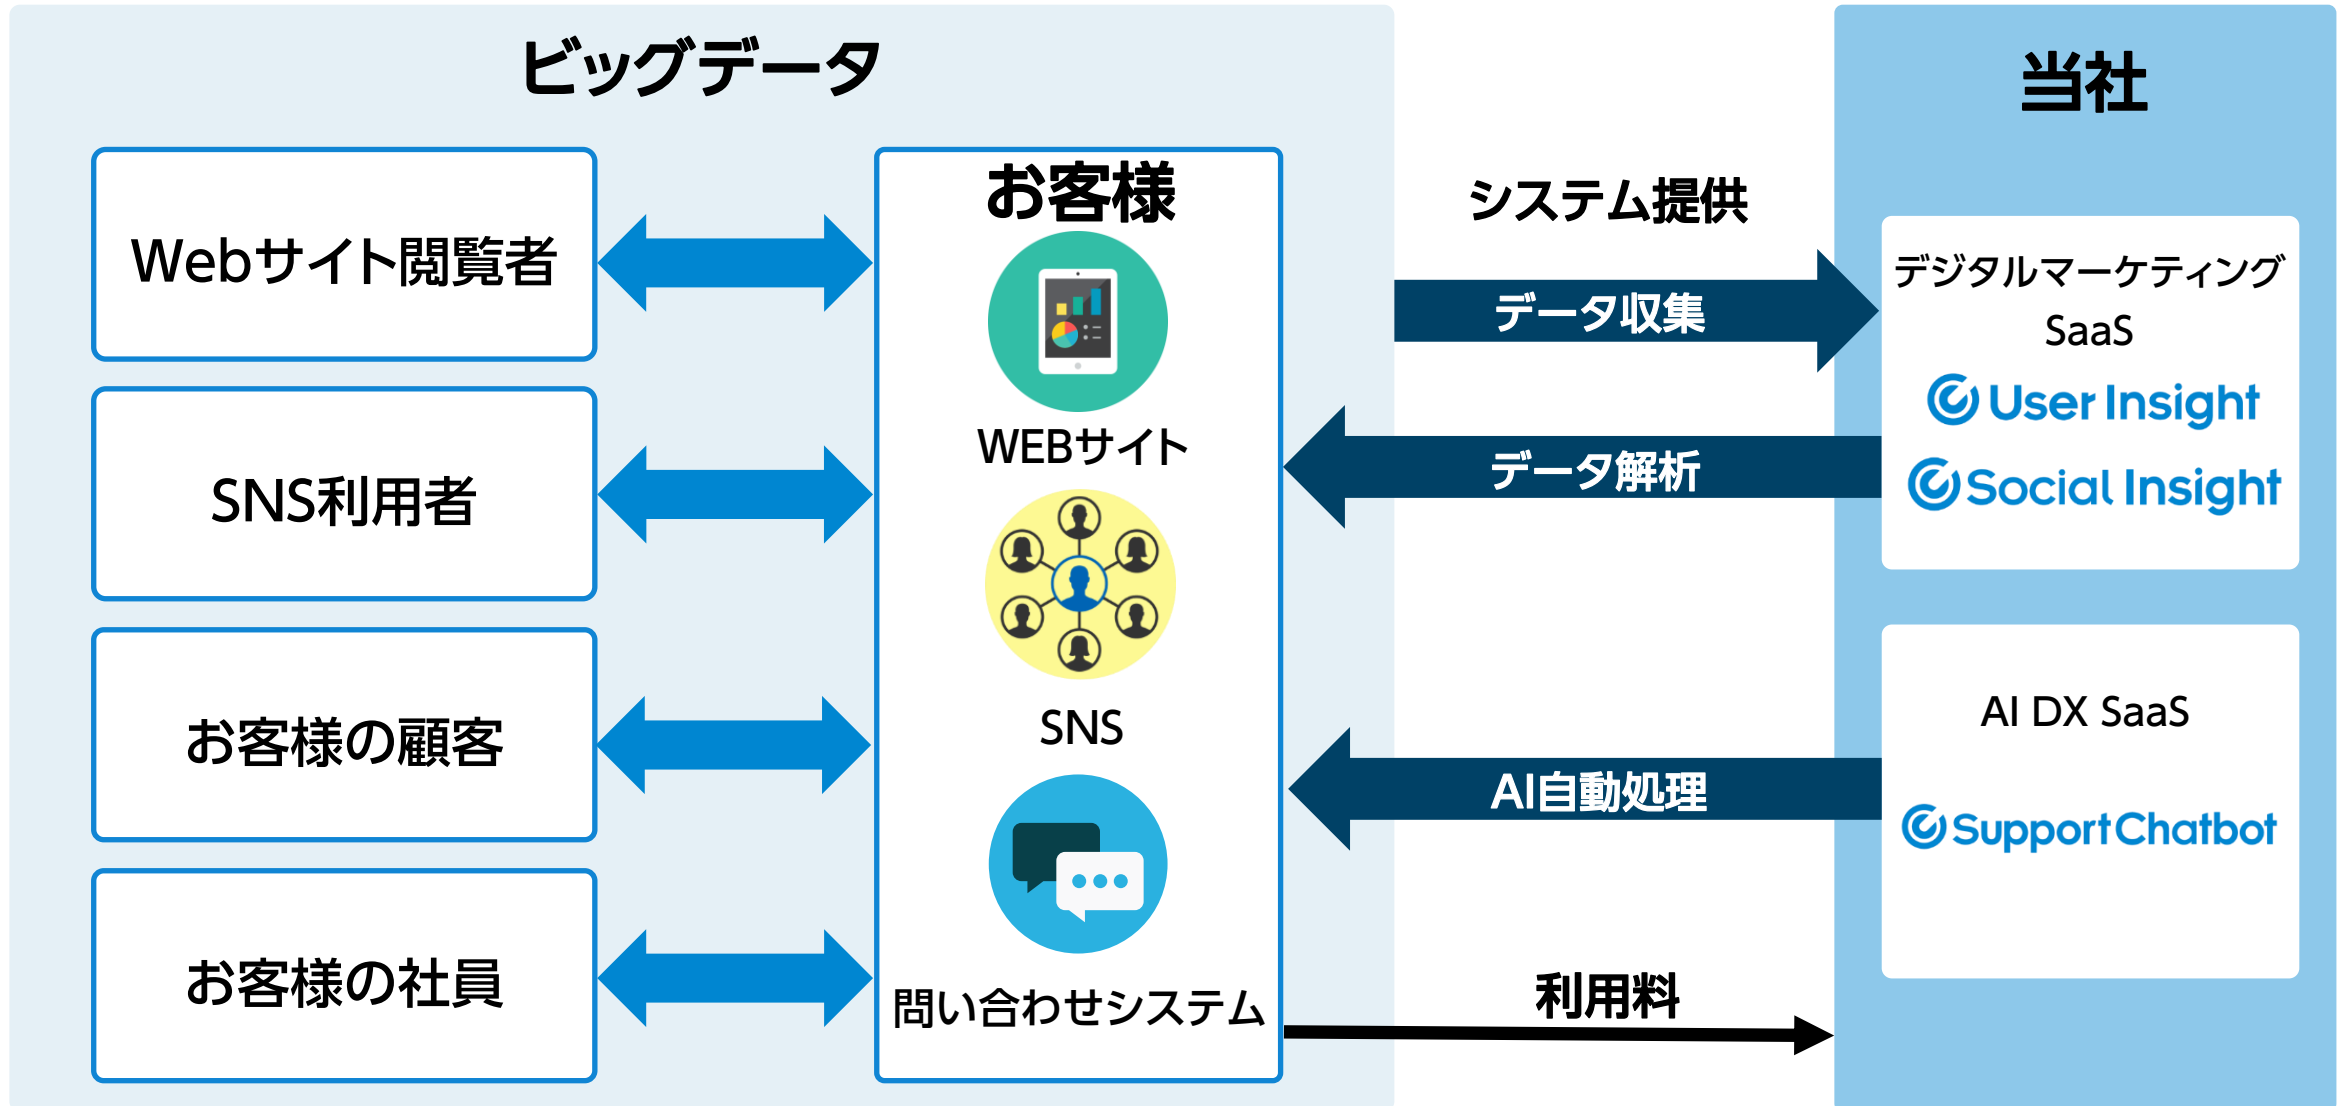 ビッグデータ
Webサイト閲覧者
SNS利用者
お客様の顧客
お客様の社員
お客様
WEBサイト
SNS
問い合わせシステム
システム提供
データ収集
データ解析
AI自動処理
利用料
当社
デジタルマーケティング
SaaS
User Insight
Social Insight
AI DX SaaS
Support Chatbot